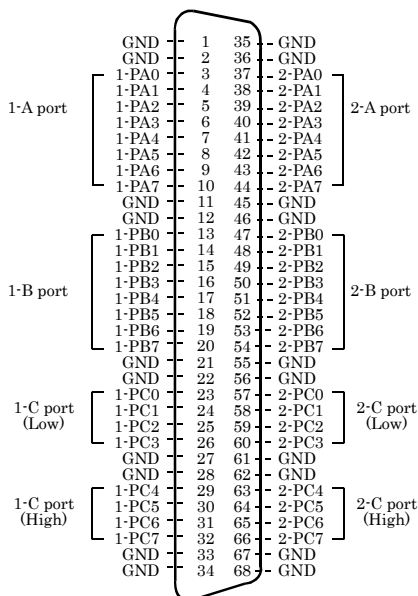 GND 1 35 GND
GND 2 36 GND
1-PA0 3 37 2-PA0
1-PA1 4 38 2-PA1
1-A port 1-PA2 5 39 2-PA2 2-A port
1-PA3 6 40 2-PA3
1-PA4 7 41 2-PA4
1-PA5 8 42 2-PA5
1-PA6 9 43 2-PA6
1-PA7 10 44 2-PA7
GND 11 45 GND
GND 12 46 GND
1-PB0 13 47 2-PB0
1-PB1 14 48 2-PB1
1-PB2 15 49 2-PB2
1-B port 1-PB3 16 50 2-PB3 2-B port
1-PB4 17 51 2-PB4
1-PB5 18 52 2-PB5
1-PB6 19 53 2-PB6
1-PB7 20 54 2-PB7
GND 21 55 GND
GND 22 56 GND
1-PC0 23 57 2-PC0
1-C port 1-PC1 24 58 2-PC1 2-C port
(Low) 1-PC2 25 59 2-PC2 (Low)
1-PC3 26 60 2-PC3
GND 27 61 GND
GND 28 62 GND
1-C port 1-PC4 29 63 2-PC4 2-C port
(High) 1-PC5 30 64 2-PC5 (High)
1-PC6 31 65 2-PC6
1-PC7 32 66 2-PC7
GND 33 67 GND
GND 34 68 GND